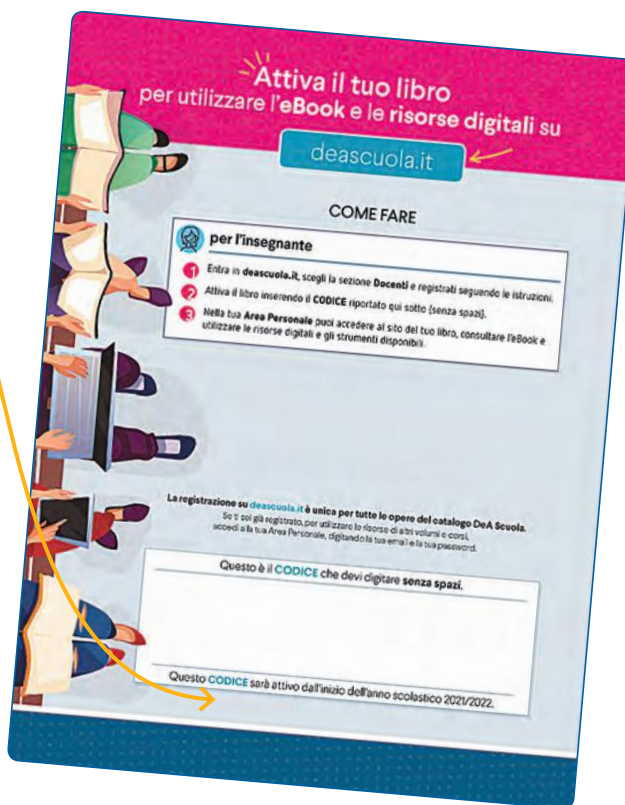 Attiva il tuo libro
per utilizzare l'eBook e le risorse digitali su
deascuola.it
COME FARE
per l'insegnante
1 Entra in deascuola.it, scegli la sezione Docenti e registrati seguendo le istruzioni.
2 Attiva il libro inserendo il CODICE riportato qui sotto (senza spazi).
3 Nella tua Area Personale puoi accedere al sito del tuo libro, consultare l'eBook e
utilizzare le risorse digitali e gli strumenti disponibili.
La registrazione su deascuola.it è unica per tutte le opere del catalogo DeA Scuola.
Se ti sei già registrato, per utilizzare le risorse di altri volumi e corsi,
accedi alla tua Area Personale, digitando la tua email e la tua password.
Questo è il CODICE che devi digitare senza spazi.
Questo CODICE sarà attivo dall'inizio dell'anno scolastico 2021/2022.